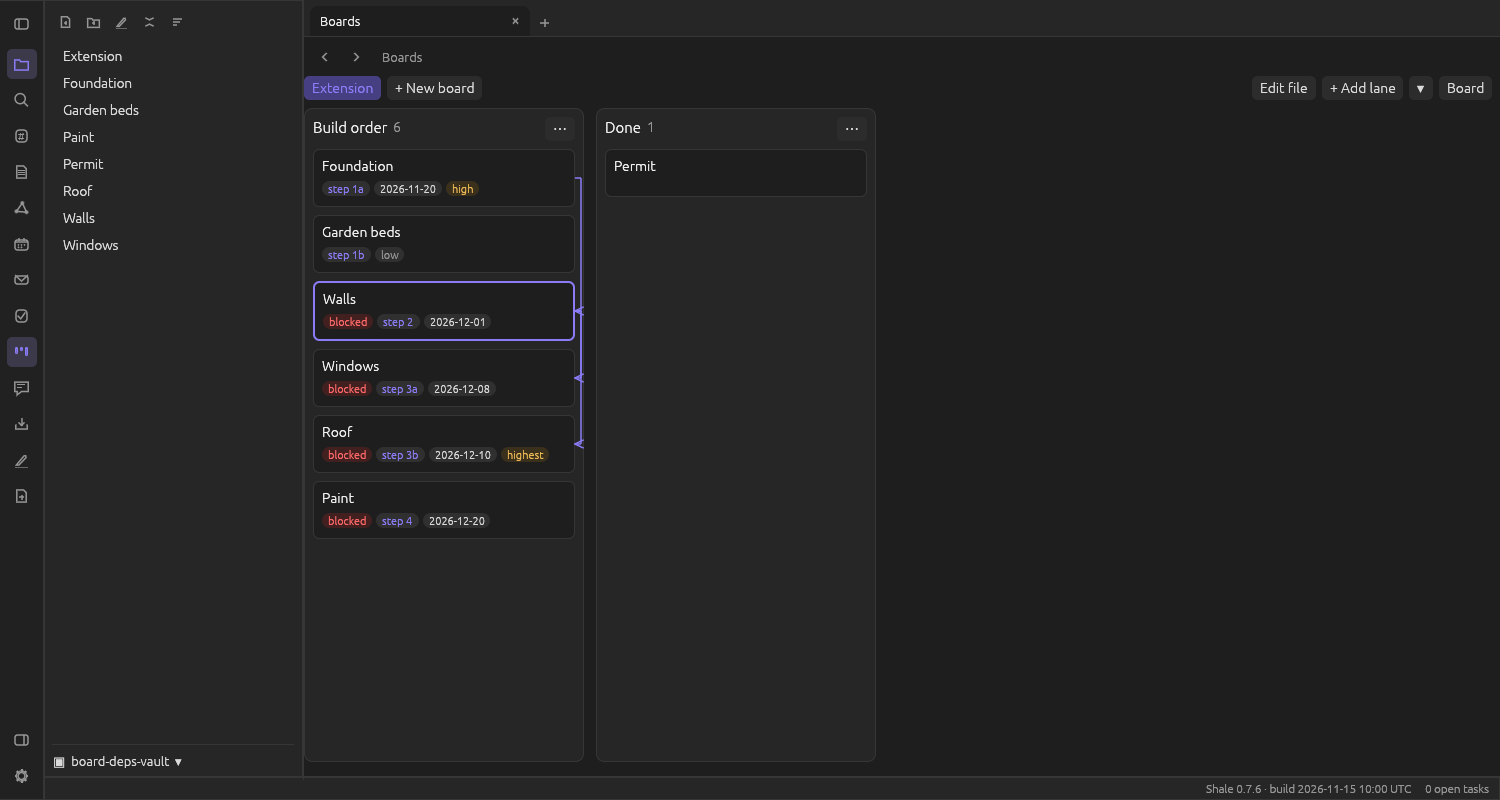 Boards
Boards
Extension
Foundation
Garden beds
Paint
Permit
Roof
Walls
Windows
board-deps-vault ▾
Extension
+ New board
Edit file
+ Add lane
▾
Board
Build order 6
Foundation
step 1a 2026-11-20 high
Garden beds
step 1b low
Walls
blocked step 2 2026-12-01
Windows
blocked step 3a 2026-12-08
Roof
blocked step 3b 2026-12-10 highest
Paint
blocked step 4 2026-12-20
Done 1
Permit
Shale 0.7.6 · build 2026-11-15 10:00 UTC
0 open tasks